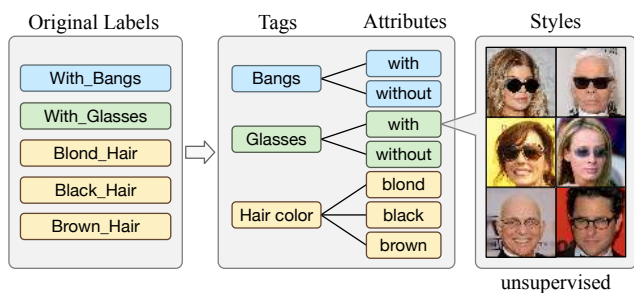 Original Labels
With_Bangs
With_Glasses
Blond_Hair
Black_Hair
Brown_Hair
Tags
Attributes
Bangs
with
without
Glasses
with
without
Hair color
blond
black
brown
Styles
unsupervised